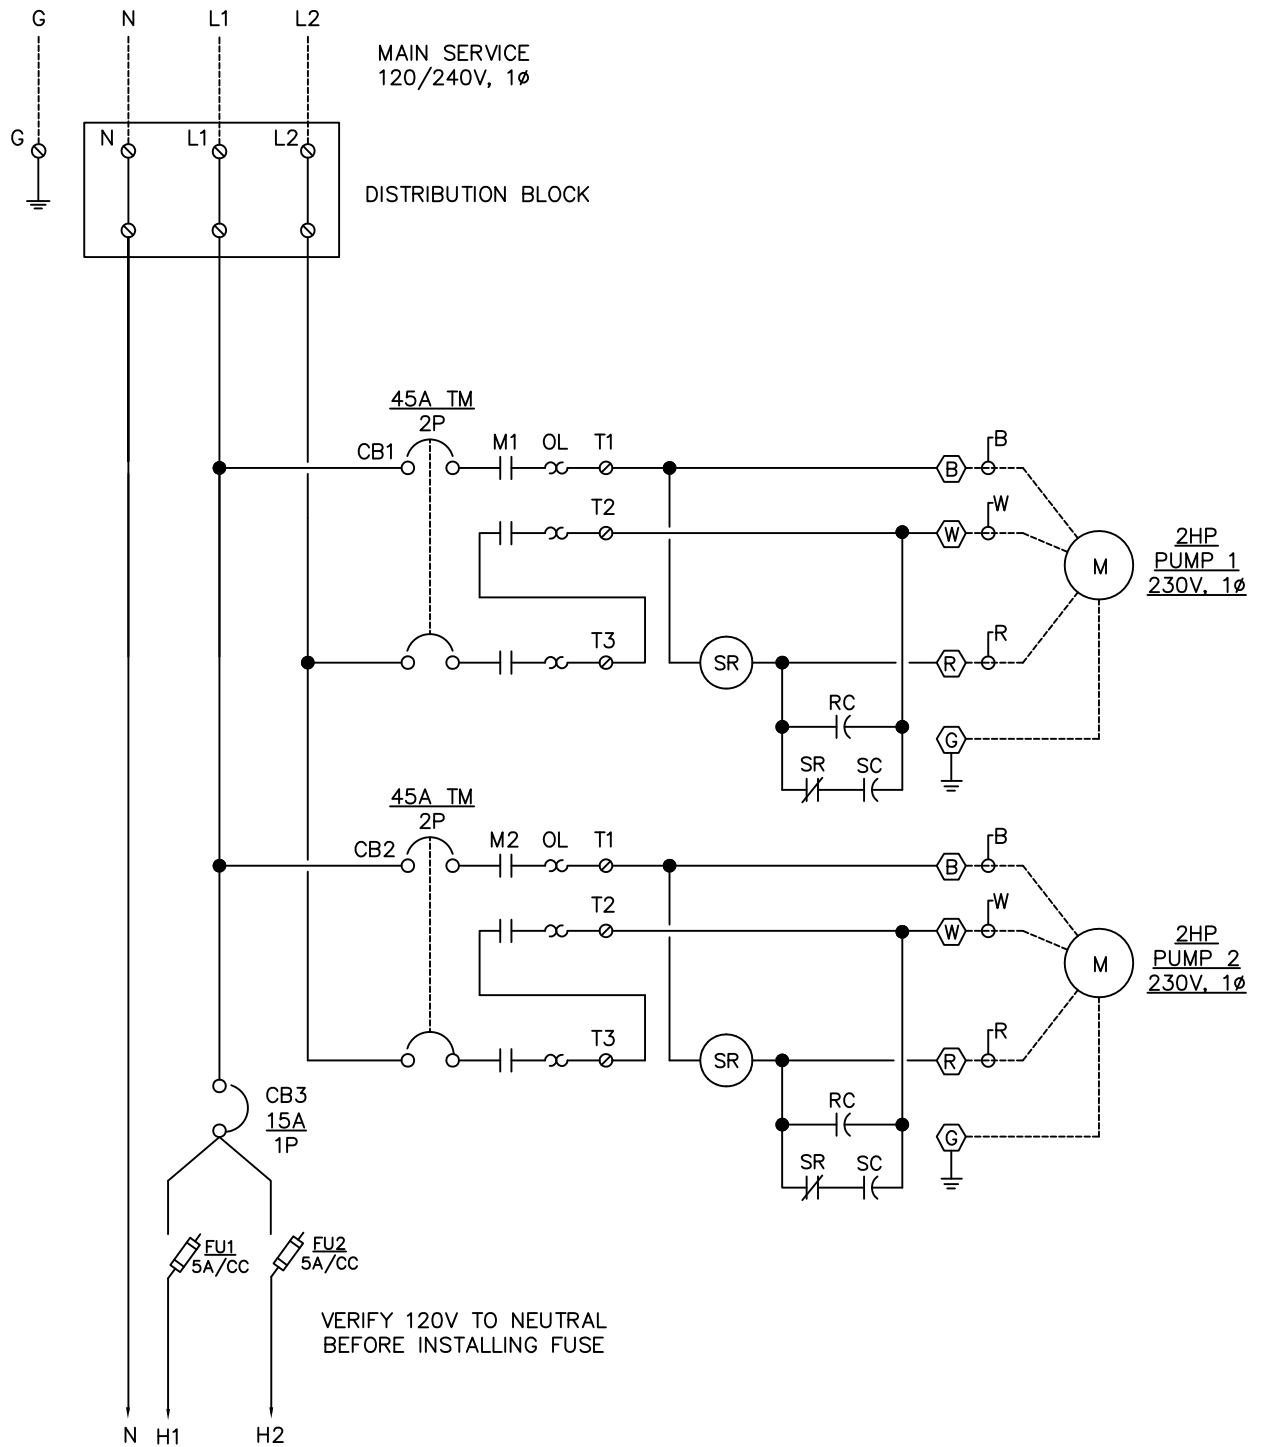 G N L1 L2
MAIN SERVICE
120/240V, 1ø
G N L1 L2
DISTRIBUTION BLOCK
45A TM
2P
CB1 M1 OL T1 B
B
T2 W
W
M
2HP
PUMP 1
230V, 1ø
T3 R
SR R
RC
G
SR SC
45A TM
2P
CB2 M2 OL T1 B
B
T2 W
W
M
2HP
PUMP 2
230V, 1ø
T3 R
SR R
CB3
15A
1P
RC
G
SR SC
FU1
5A/CC
FU2
5A/CC
VERIFY 120V TO NEUTRAL
BEFORE INSTALLING FUSE
N H1 H2